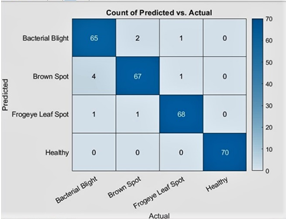 Count of Predicted vs. Actual
Bacterial Blight 65 2 1 0
Brown Spot 4 67 1 0
Frogeye Leaf Spot 1 1 68 0
Healthy 0 0 0 70
Bacterial Blight Brown Spot Frogeye Leaf Spot Healthy
Predicted
Actual
70
60
50
40
30
20
10
0